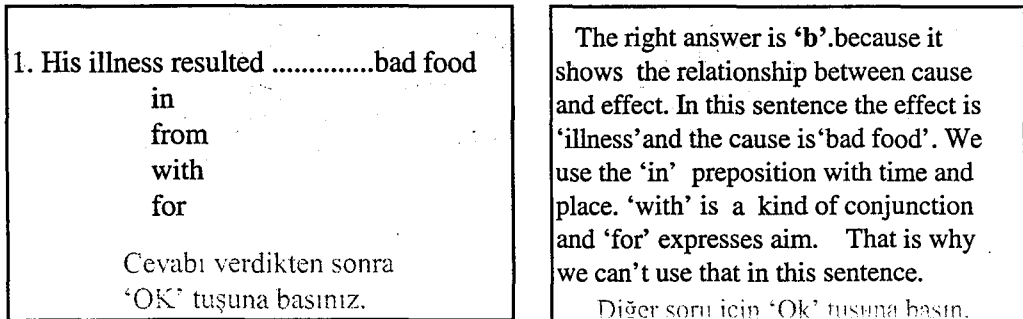 1. His illness resulted ..............bad food
in
from
with
for
Cevabı verdikten sonra
‘OK’ tuşuna basınız.
The right answer is ‘b’.because it
shows the relationship between cause
and effect. In this sentence the effect is
‘illness’and the cause is‘bad food’. We
use the ‘in’ preposition with time and
place. ‘with’ is a kind of conjunction
and ‘for’ expresses aim. That is why
we can’t use that in this sentence.
Diğer soru için ‘Ok’ tuşuna basın.